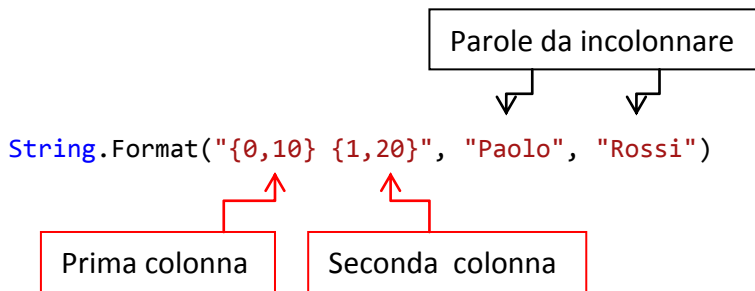 Parole da incolonnare
String.Format("{0,10} {1,20}", "Paolo", "Rossi")
Prima colonna
Seconda colonna